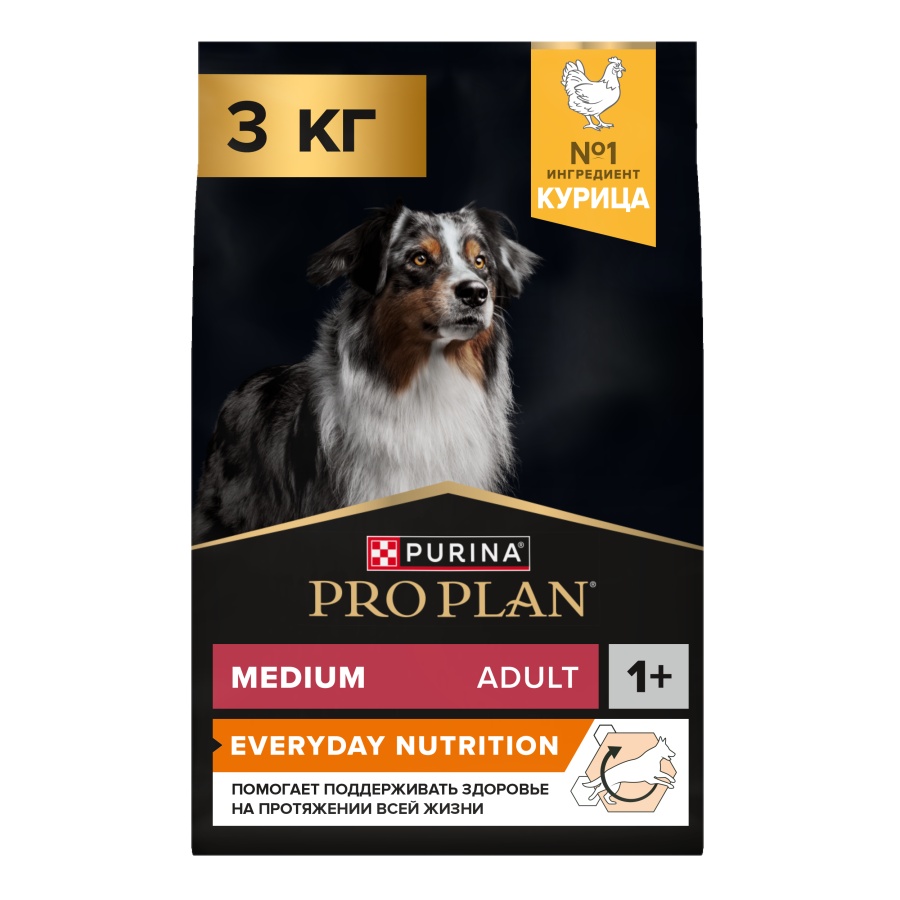 3 кг
№1
ИНГРЕДИЕНТ
КУРИЦА
PURINA®
PRO PLAN®
MEDIUM ADULT 1+
EVERYDAY NUTRITION
ПОМОГАЕТ ПОДДЕРЖИВАТЬ ЗДОРОВЬЕ
НА ПРОТЯЖЕНИИ ВСЕЙ ЖИЗНИ